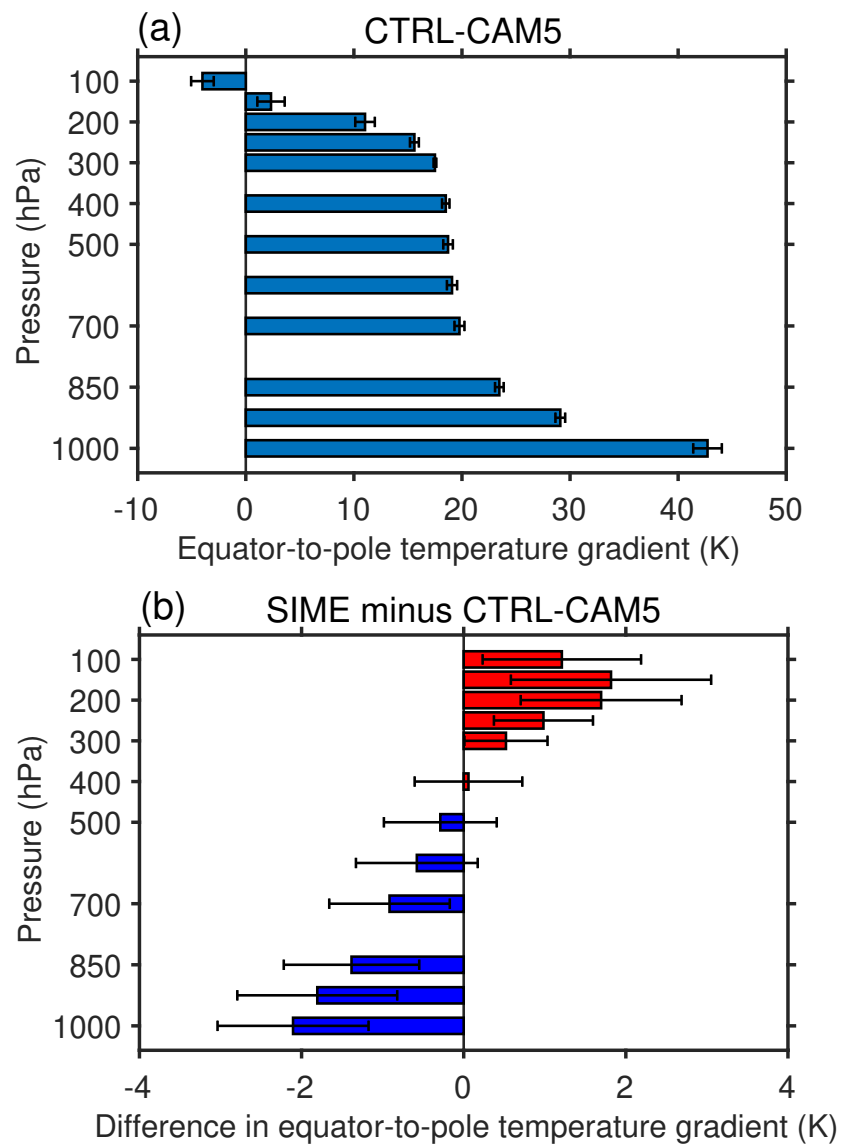 (a) CTRL-CAM5
100
200
300
400
500
700
850
1000
Pressure (hPa)
-10 0 10 20 30 40 50
Equator-to-pole temperature gradient (K)
(b) SIME minus CTRL-CAM5
100
200
300
400
500
700
850
1000
Pressure (hPa)
-4 -2 0 2 4
Difference in equator-to-pole temperature gradient (K)